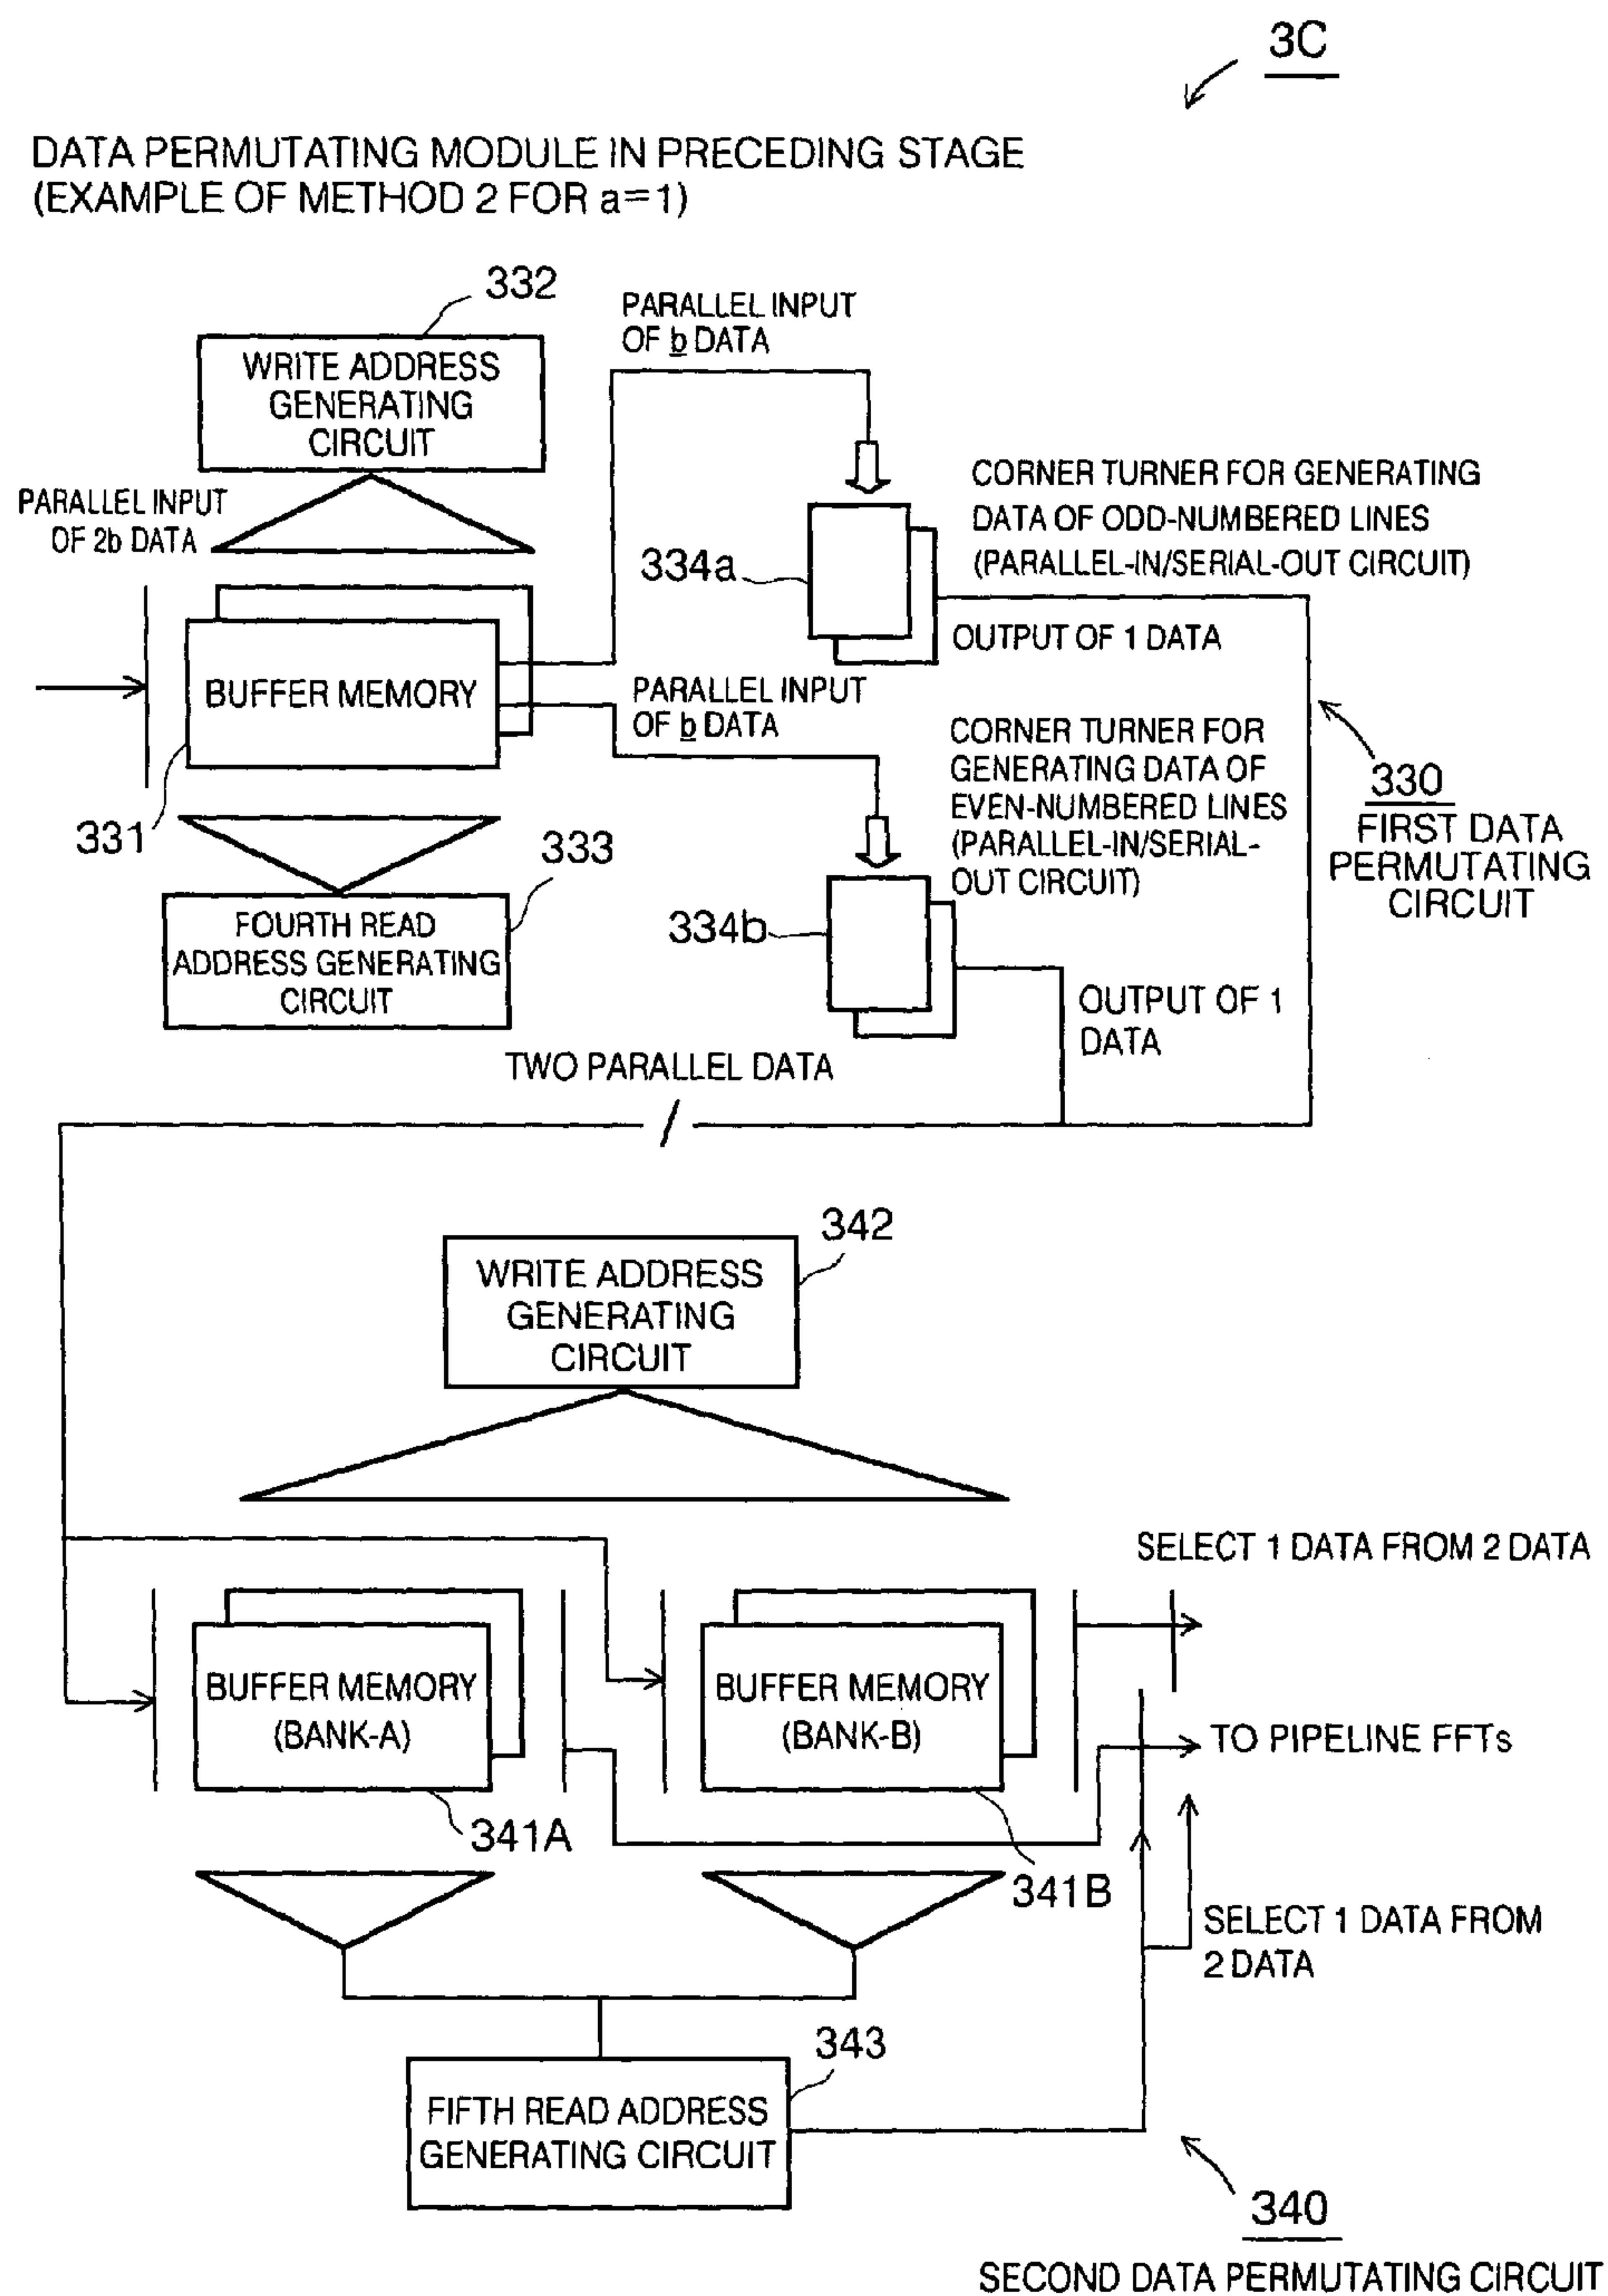 3C
DATA PERMUTATING MODULE IN PRECEDING STAGE
(EXAMPLE OF METHOD 2 FOR a=1)
332
WRITE ADDRESS
GENERATING
CIRCUIT
PARALLEL INPUT
OF b DATA
PARALLEL INPUT
OF 2b DATA
334a
CORNER TURNER FOR GENERATING
DATA OF ODD-NUMBERED LINES
(PARALLEL-IN/SERIAL-OUT CIRCUIT)
OUTPUT OF 1 DATA
BUFFER MEMORY
331
PARALLEL INPUT
OF b DATA
CORNER TURNER FOR
GENERATING DATA OF
EVEN-NUMBERED LINES
(PARALLEL-IN/SERIAL-
OUT CIRCUIT)
330
FIRST DATA
PERMUTATING
CIRCUIT
333
FOURTH READ
ADDRESS GENERATING
CIRCUIT
334b
OUTPUT OF 1
DATA
TWO PARALLEL DATA
342
WRITE ADDRESS
GENERATING
CIRCUIT
SELECT 1 DATA FROM 2 DATA
BUFFER MEMORY
(BANK-A)
BUFFER MEMORY
(BANK-B)
TO PIPELINE FFTs
341A
341B
SELECT 1 DATA FROM
2 DATA
343
FIFTH READ ADDRESS
GENERATING CIRCUIT
340
SECOND DATA PERMUTATING CIRCUIT